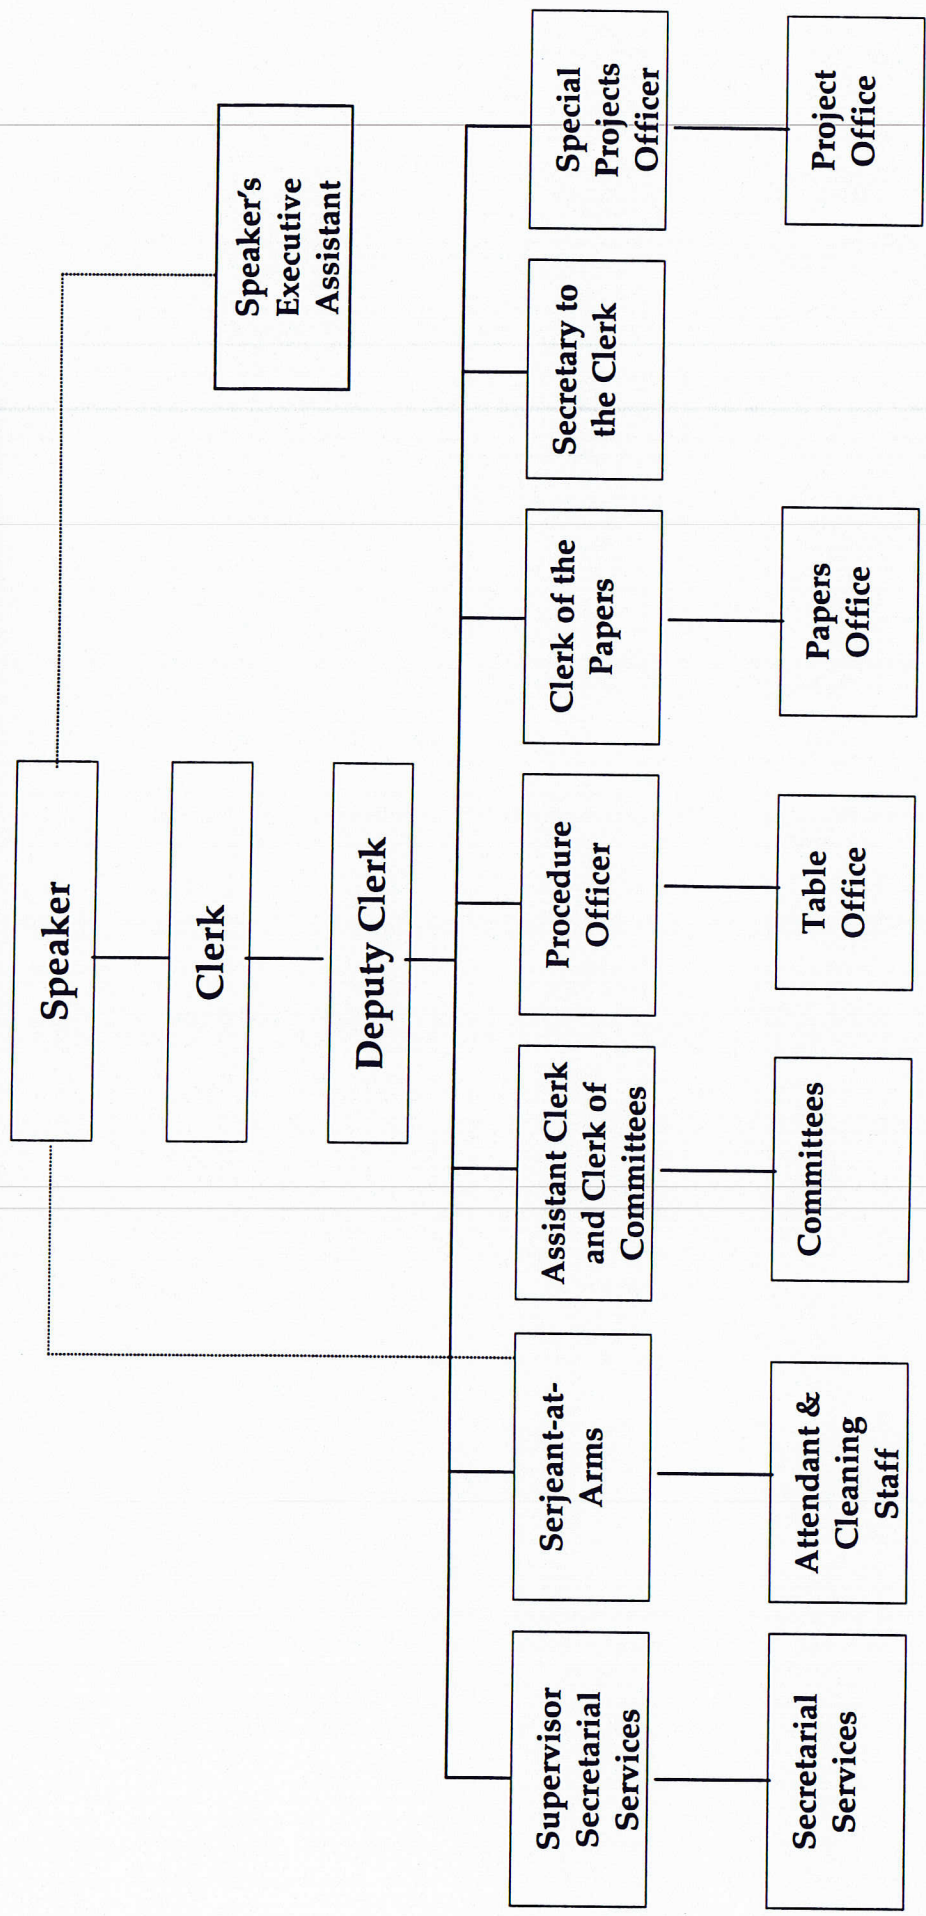 Speaker
Speaker's
Executive
Assistant
Clerk
Deputy Clerk
Supervisor
Secretarial
Services
Serjeant-at-
Arms
Assistant Clerk
and Clerk of
Committees
Procedure
Officer
Clerk of the
Papers
Secretary to
the Clerk
Special
Projects
Officer
Secretarial
Services
Attendant &
Cleaning
Staff
Committees
Table
Office
Papers
Office
Project
Office